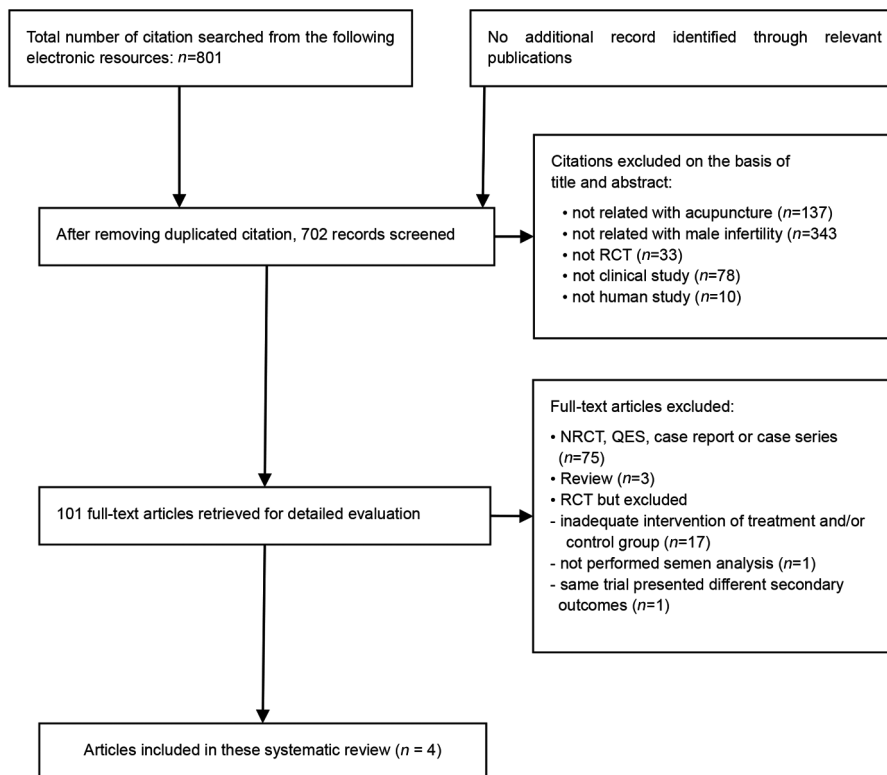 Total number of citation searched from the following
electronic resources: n=801
No additional record identified through relevant
publications
After removing duplicated citation, 702 records screened
Citations excluded on the basis of
title and abstract:
• not related with acupuncture (n=137)
• not related with male infertility (n=343
• not RCT (n=33)
• not clinical study (n=78)
• not human study (n=10)
101 full-text articles retrieved for detailed evaluation
Full-text articles excluded:
• NRCT, QES, case report or case series
(n=75)
• Review (n=3)
• RCT but excluded
- inadequate intervention of treatment and/or
control group (n=17)
- not performed semen analysis (n=1)
- same trial presented different secondary
outcomes (n=1)
Articles included in these systematic review (n = 4)